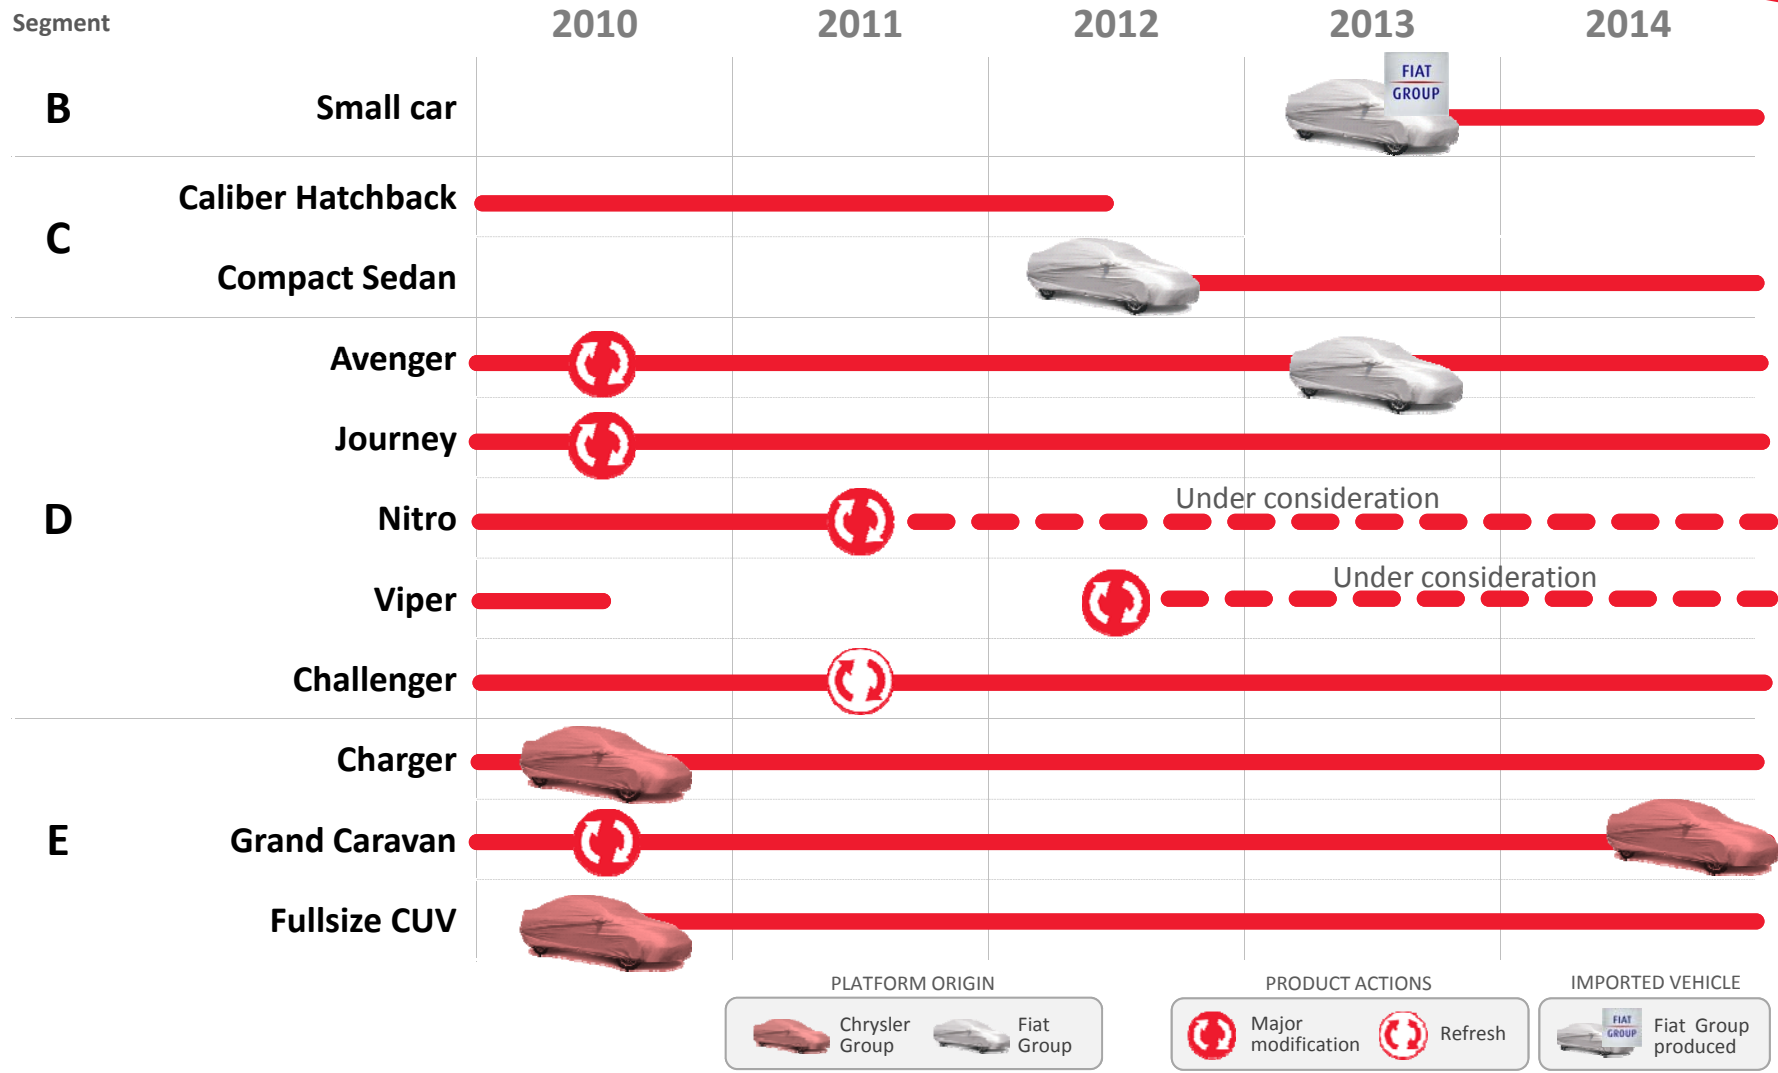 Segment 2010 2011 2012 2013 2014
FIAT
GROUP
B Small car
Caliber Hatchback
C
Compact Sedan
Avenger
Journey
Under consideration
D Nitro
Under consideration
Viper
Challenger
Charger
E Grand Caravan
Fullsize CUV
PLATFORM ORIGIN PRODUCT ACTIONS IMPORTED VEHICLE
Chrysler
Group
Fiat
Group
Major
modification
Refresh
FIAT
GROUP
Fiat Group
produced